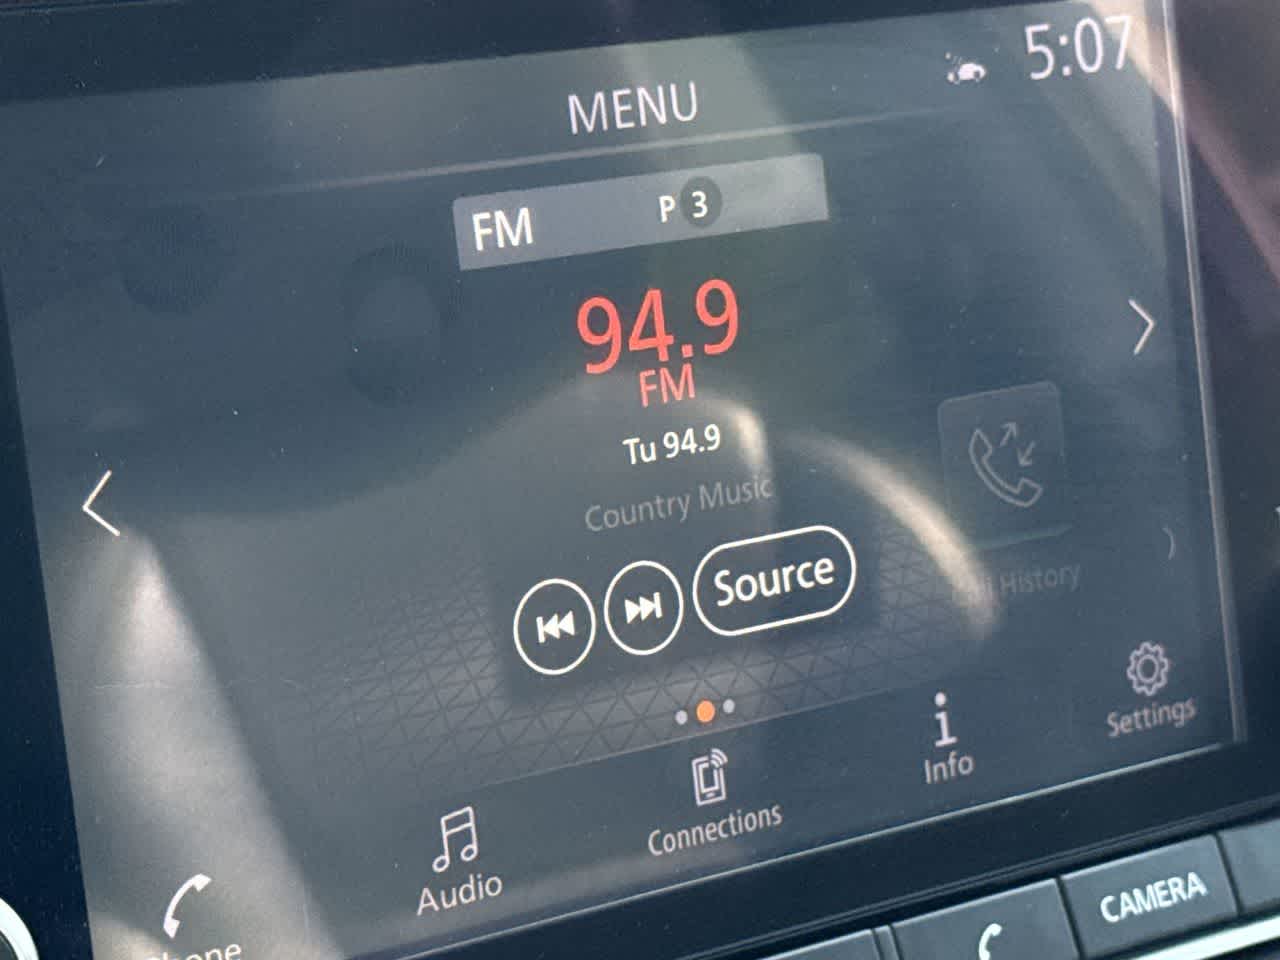 5:07
MENU
FM P 3
94.9
FM
Tu 94.9
Country Music
Source
History
Settings
Info
Connections
Audio
Phone
CAMERA